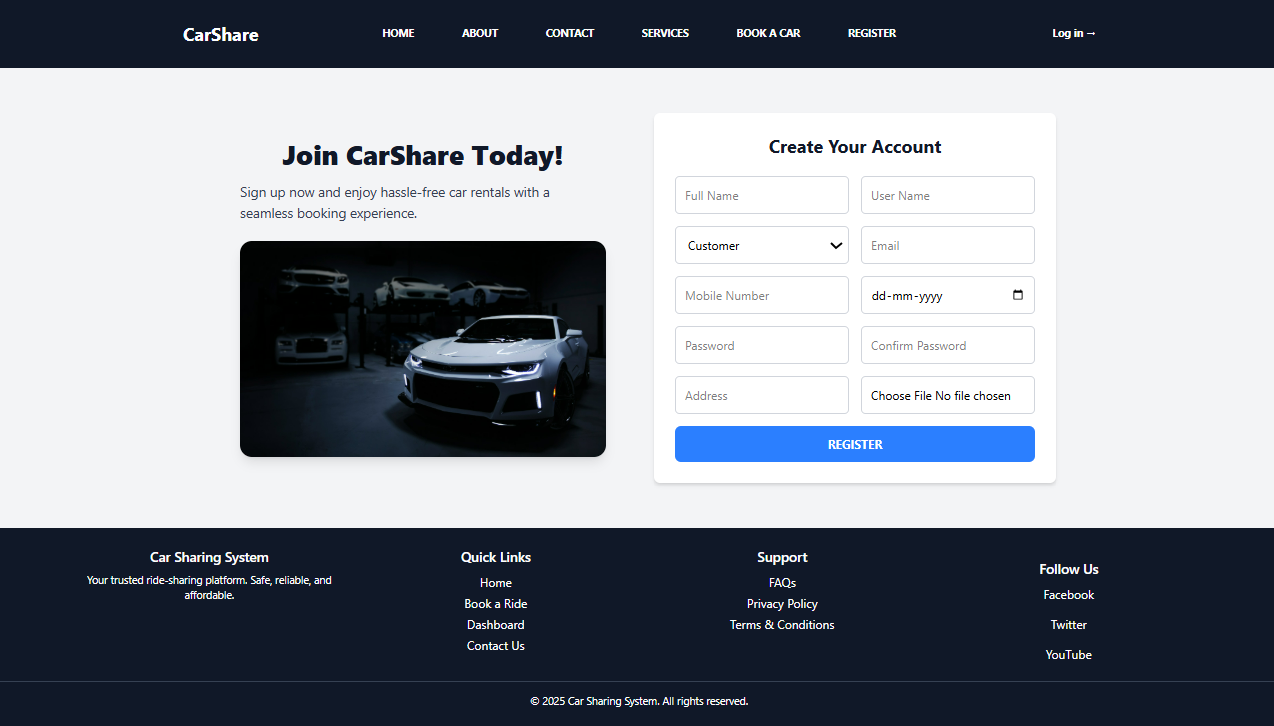 CarShare
HOME
ABOUT
CONTACT
SERVICES
BOOK A CAR
REGISTER
Log in →
Join CarShare Today!
Sign up now and enjoy hassle-free car rentals with a
seamless booking experience.
Create Your Account
Full Name
User Name
Customer
Email
Mobile Number
dd-mm-yyyy
Password
Confirm Password
Address
Choose File No file chosen
REGISTER
Car Sharing System
Your trusted ride-sharing platform. Safe, reliable, and
affordable.
Quick Links
Home
Book a Ride
Dashboard
Contact Us
Support
FAQs
Privacy Policy
Terms & Conditions
Follow Us
Facebook
Twitter
YouTube
© 2025 Car Sharing System. All rights reserved.